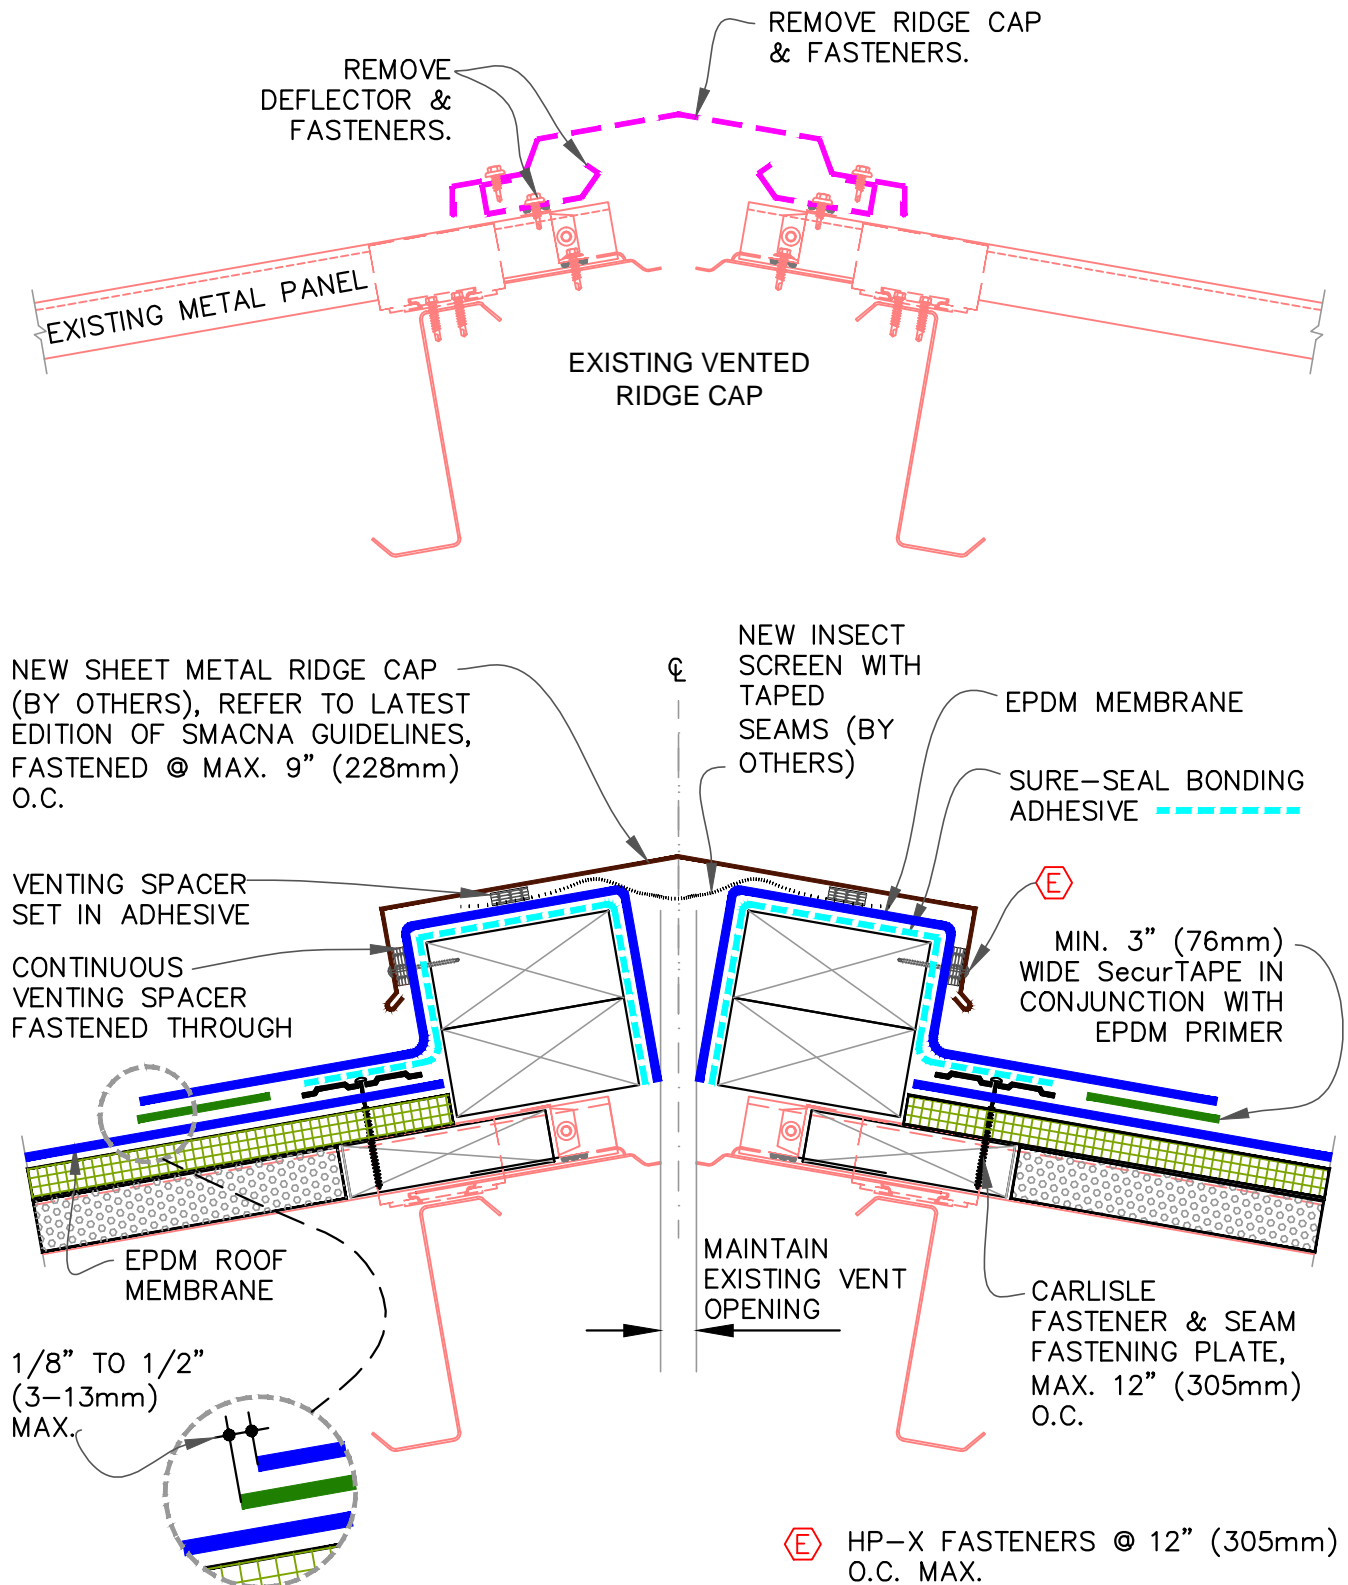 REMOVE RIDGE CAP
& FASTENERS.
REMOVE
DEFLECTOR &
FASTENERS.
EXISTING METAL PANEL
EXISTING VENTED
RIDGE CAP
NEW SHEET METAL RIDGE CAP
(BY OTHERS), REFER TO LATEST
EDITION OF SMACNA GUIDELINES,
FASTENED @ MAX. 9" (228mm)
O.C.
℄
NEW INSECT
SCREEN WITH
TAPED
SEAMS (BY
OTHERS)
EPDM MEMBRANE
SURE-SEAL BONDING
ADHESIVE
VENTING SPACER
SET IN ADHESIVE
E
CONTINUOUS
VENTING SPACER
FASTENED THROUGH
MIN. 3" (76mm)
WIDE SecurTAPE IN
CONJUNCTION WITH
EPDM PRIMER
EPDM ROOF
MEMBRANE
MAINTAIN
EXISTING VENT
OPENING
CARLISLE
FASTENER & SEAM
FASTENING PLATE,
MAX. 12" (305mm)
O.C.
1/8" TO 1/2"
(3-13mm)
MAX.
E HP-X FASTENERS @ 12" (305mm)
O.C. MAX.